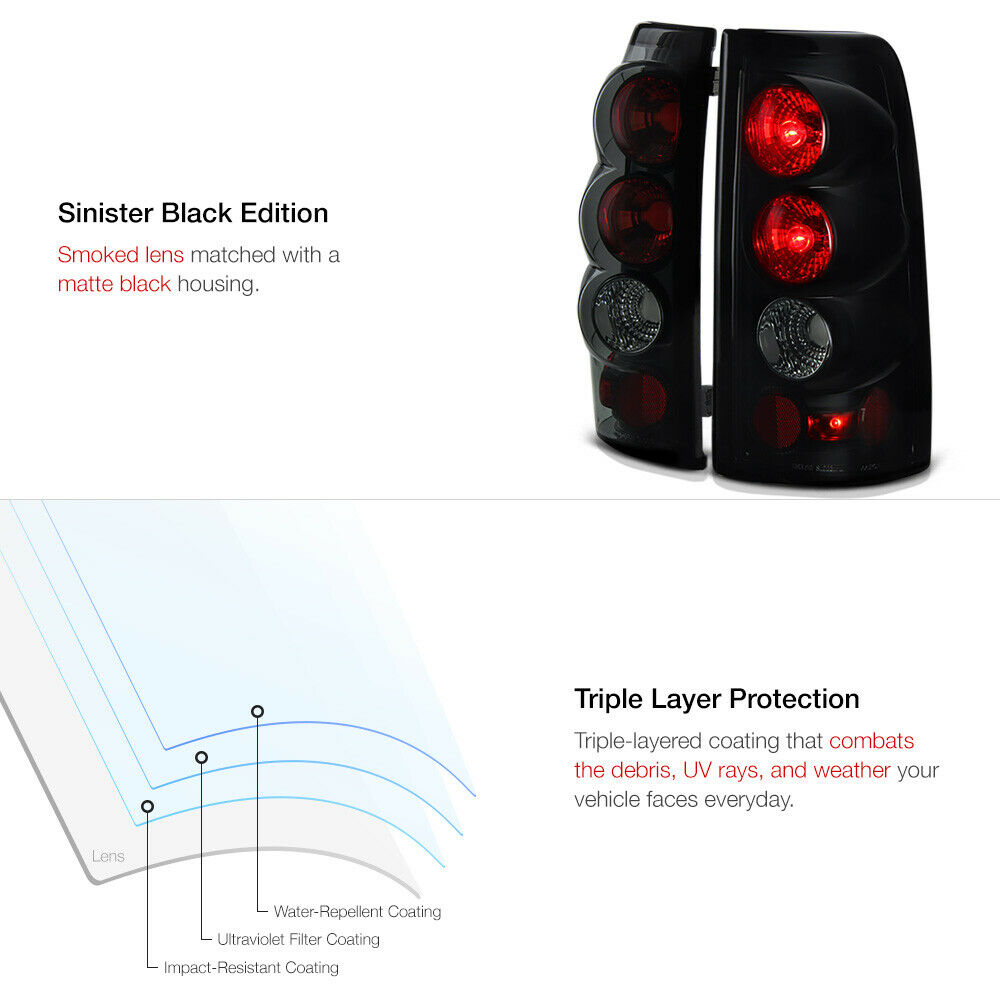 Sinister Black Edition
Smoked lens matched with a
matte black housing.
Triple Layer Protection
Triple-layered coating that combats
the debris, UV rays, and weather your
vehicle faces everyday.
Lens
Water-Repellent Coating
Ultraviolet Filter Coating
Impact-Resistant Coating